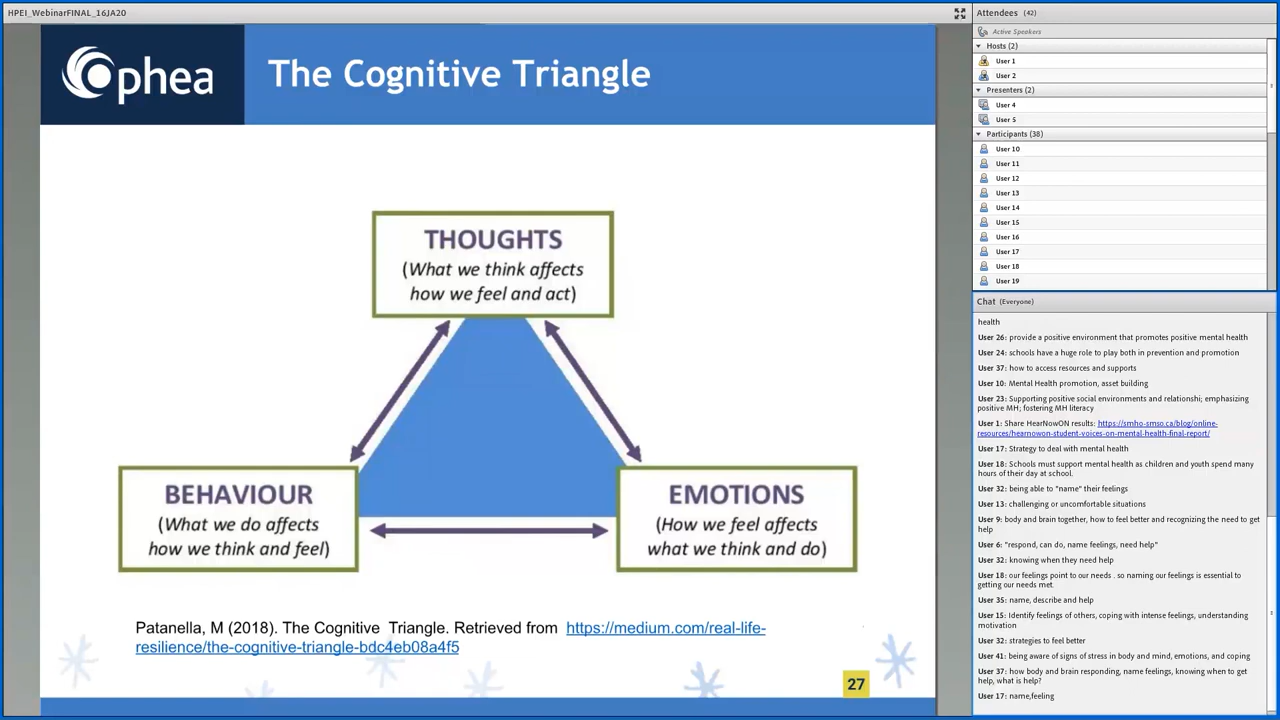 HPEI_WebinarFINAL_16JA20
Ophea
The Cognitive Triangle
THOUGHTS
(What we think affects
how we feel and act)
BEHAVIOUR
(What we do affects
how we think and feel)
EMOTIONS
(How we feel affects
what we think and do)
Patanella, M (2018). The Cognitive Triangle. Retrieved from https://medium.com/real-life-
resilience/the-cognitive-triangle-bdc4eb08a4f5
27
Attendees (42)
Active Speakers
Hosts (2)
User 1
User 2
Presenters (2)
User 4
User 5
Participants (38)
User 10
User 11
User 12
User 13
User 14
User 15
User 16
User 17
User 18
User 19
Chat (Everyone)
health
User 26: provide a positive environment that promotes positive mental health
User 24: schools have a huge role to play both in prevention and promotion
User 37: how to access resources and supports
User 10: Mental Health promotion, asset building
User 23: Supporting positive social environments and relationshi; emphasizing
positive MH; fostering MH literacy
User 1: Share HearNowON results: https://smho-smso.ca/blog/online-
resources/hearnowon-student-voices-on-mental-health-final-report/
User 17: Strategy to deal with mental health
User 18: Schools must support mental health as children and youth spend many
hours of their day at school.
User 32: being able to "name" their feelings
User 13: challenging or uncomfortable situations
User 9: body and brain together, how to feel better and recognizing the need to get
help
User 6: "respond, can do, name feelings, need help"
User 32: knowing when they need help
User 18: our feelings point to our needs . so naming our feelings is essential to
getting our needs met.
User 35: name, describe and help
User 15: Identify feelings of others, coping with intense feelings, understanding
motivation
User 32: strategies to feel better
User 41: being aware of signs of stress in body and mind, emotions, and coping
User 37: how body and brain responding, name feelings, knowing when to get
help, what is help?
User 17: name,feeling